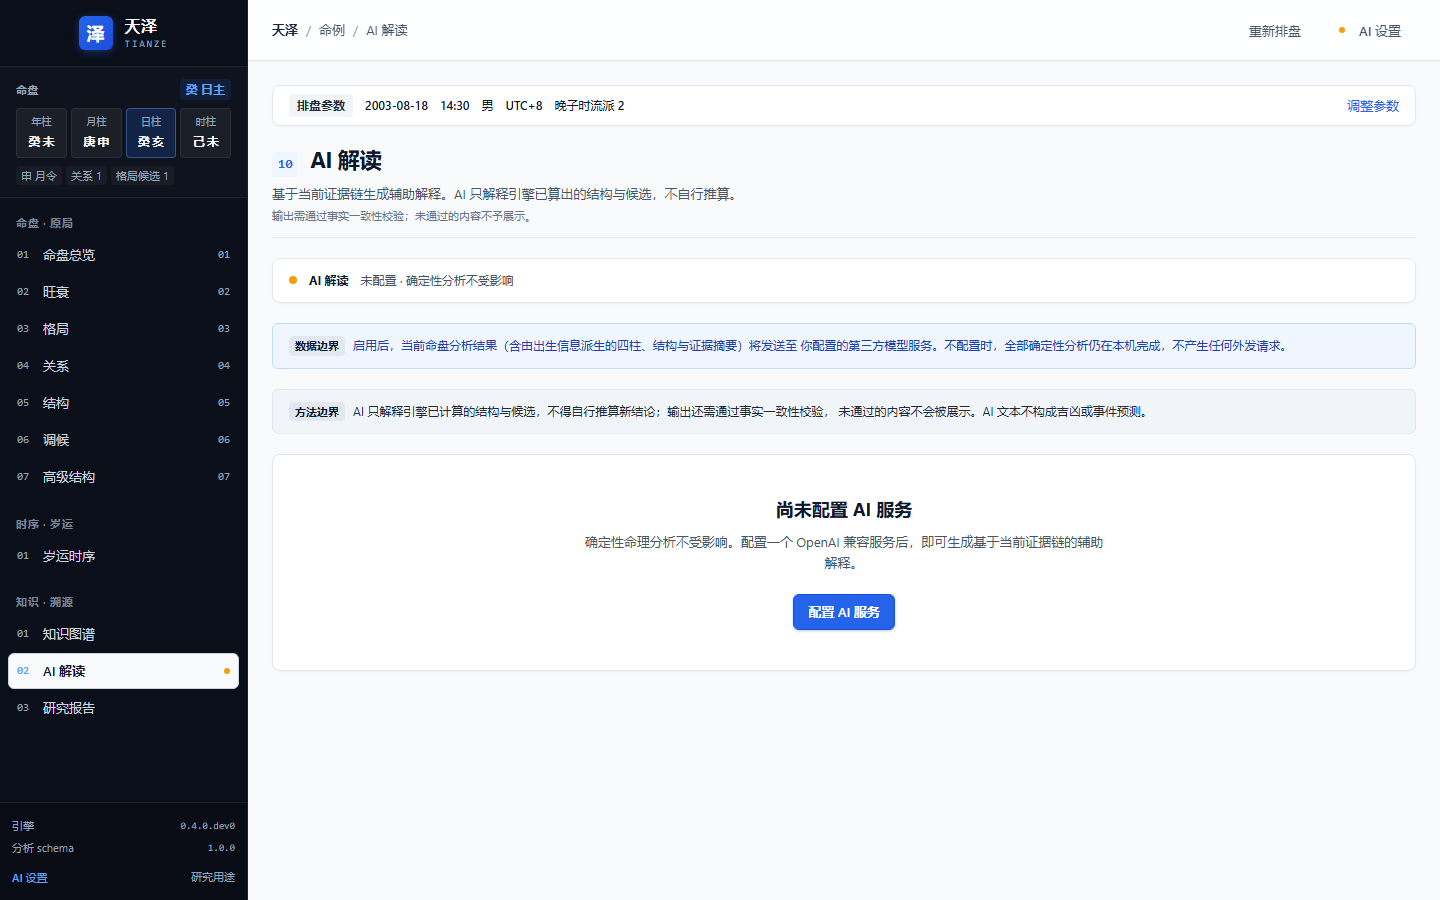 泽
天泽
TIANZE
命盘
癸 日主
年柱
癸未
月柱
庚申
日柱
癸亥
时柱
己未
申 月令
关系 1
格局候选 1
命盘 · 原局
01 命盘总览 01
02 旺衰 02
03 格局 03
04 关系 04
05 结构 05
06 调候 06
07 高级结构 07
时序 · 岁运
01 岁运时序
知识 · 溯源
01 知识图谱
02 AI 解读
03 研究报告
引擎 0.4.0.dev0
分析 schema 1.0.0
AI 设置 研究用途
天泽 / 命例 / AI 解读
重新排盘
AI 设置
排盘参数 2003-08-18 14:30 男 UTC+8 晚子时流派 2
调整参数
10 AI 解读
基于当前证据链生成辅助解释。AI 只解释引擎已算出的结构与候选，不自行推算。
输出需通过事实一致性校验；未通过的内容不予展示。
AI 解读 未配置 · 确定性分析不受影响
数据边界 启用后，当前命盘分析结果（含由出生信息派生的四柱、结构与证据摘要）将发送至 你配置的第三方模型服务。不配置时，全部确定性分析仍在本机完成，不产生任何外发请求。
方法边界 AI 只解释引擎已计算的结构与候选，不得自行推算新结论；输出还需通过事实一致性校验， 未通过的内容不会被展示。AI 文本不构成吉凶或事件预测。
尚未配置 AI 服务
确定性命理分析不受影响。配置一个 OpenAI 兼容服务后，即可生成基于当前证据链的辅助
解释。
配置 AI 服务